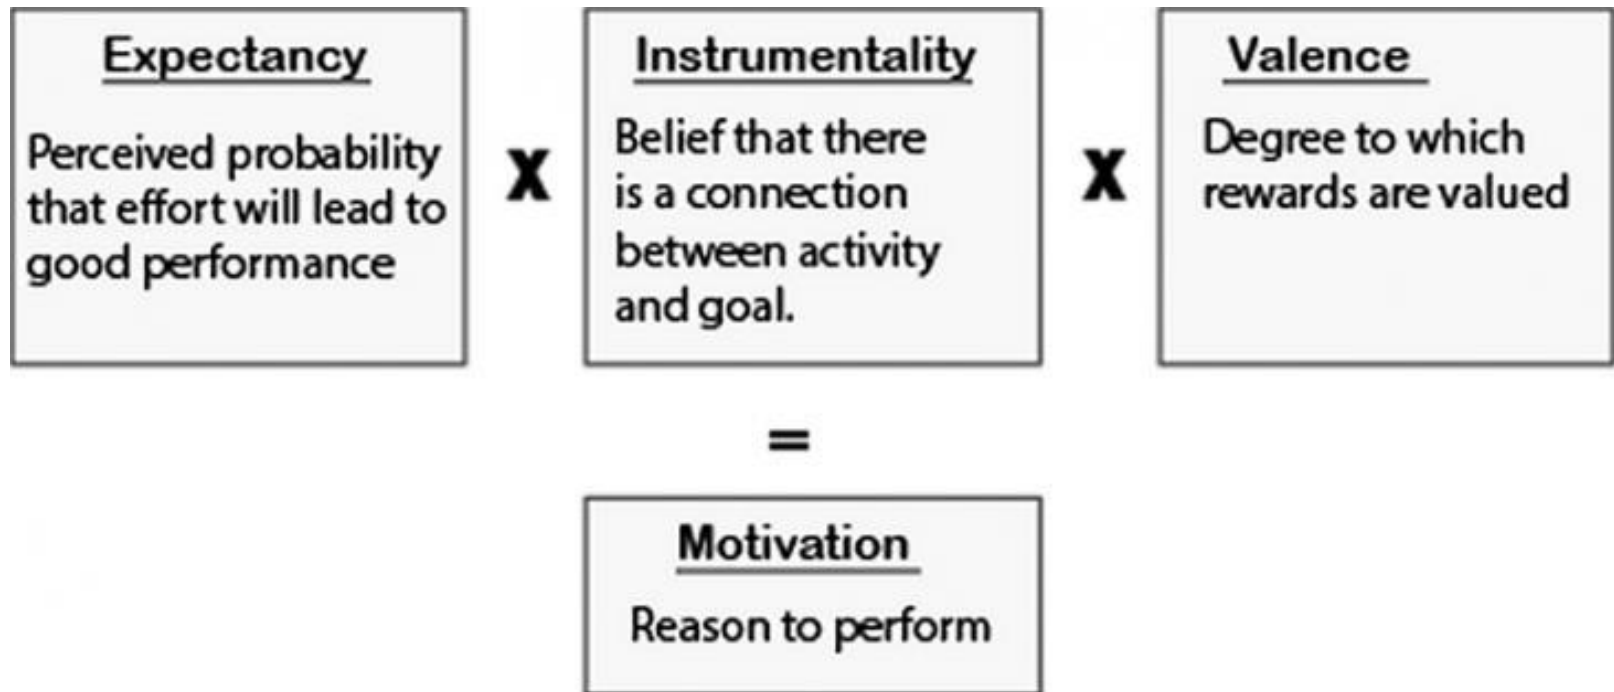 Expectancy
Perceived probability
that effort will lead to
good performance
X
Instrumentality
Belief that there
is a connection
between activity
and goal.
X
Valence
Degree to which
rewards are valued
=
Motivation
Reason to perform